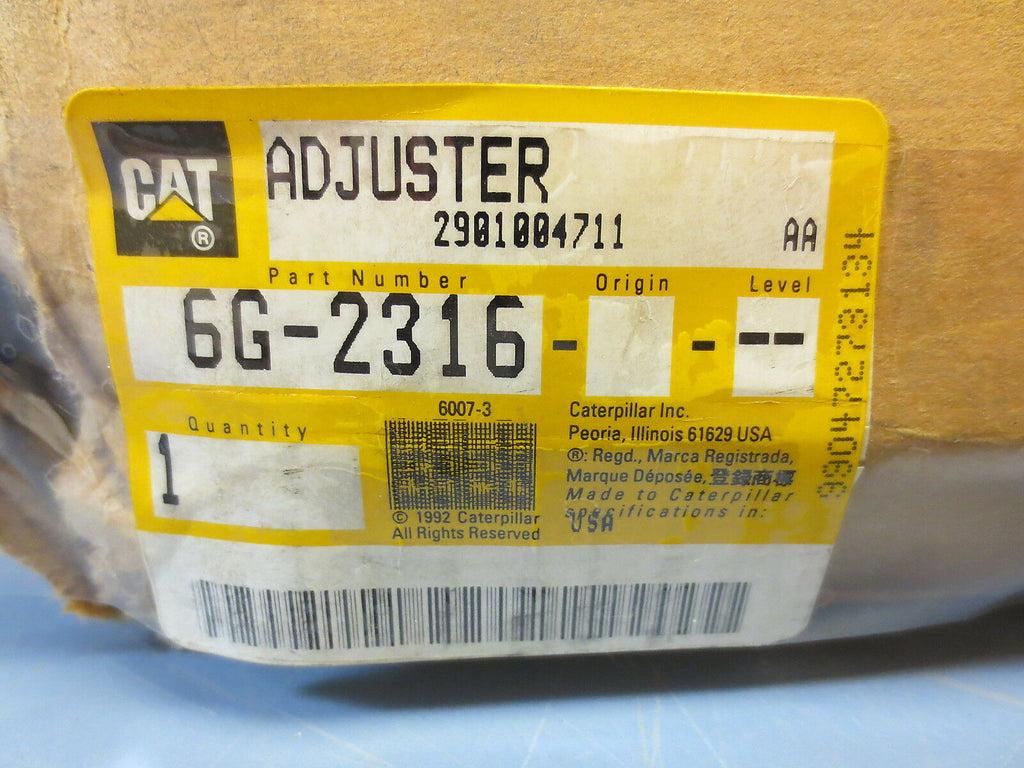 CAT
®
ADJUSTER
2901004711 AA
Part Number Origin Level
6G-2316 - - --
Quantity
1
6007-3
© 1992 Caterpillar
All Rights Reserved
Caterpillar Inc.
Peoria, Illinois 61629 USA
®: Regd., Marca Registrada,
Marque Déposée, 登録商標
Made to Caterpillar
specifications in:
USA
39C4Z73134